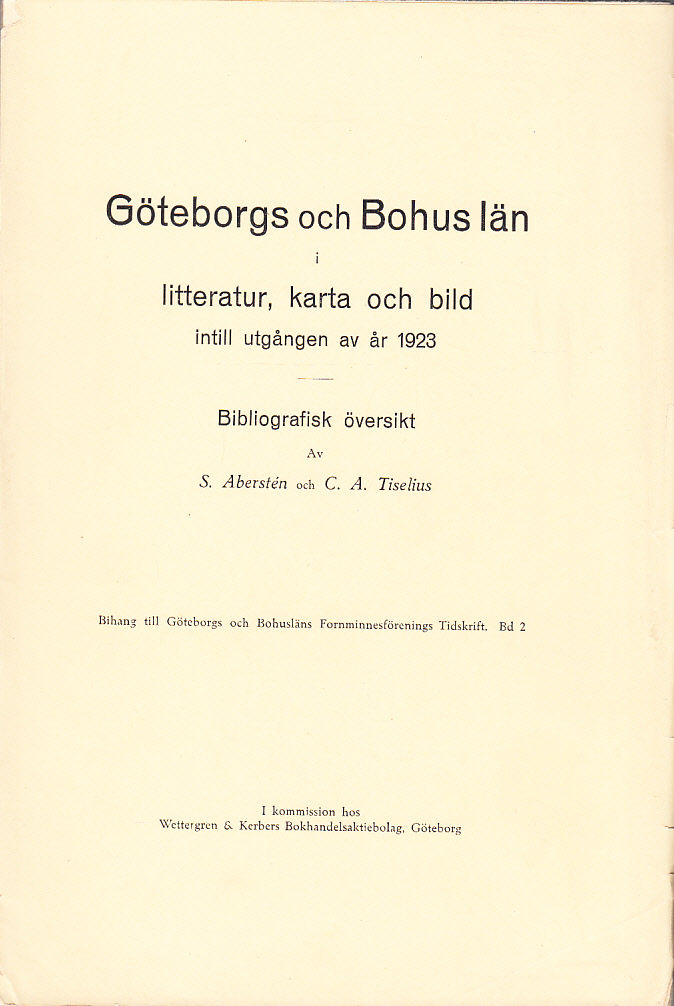 Göteborgs och Bohus län
i
litteratur, karta och bild
intill utgången av år 1923
Bibliografisk översikt
Av
S. Aberstén och C. A. Tiselius
Bihang till Göteborgs och Bohusläns Fornminnesförenings Tidskrift. Bd 2
I kommission hos
Wettergren & Kerbers Bokhandelsaktiebolag, Göteborg